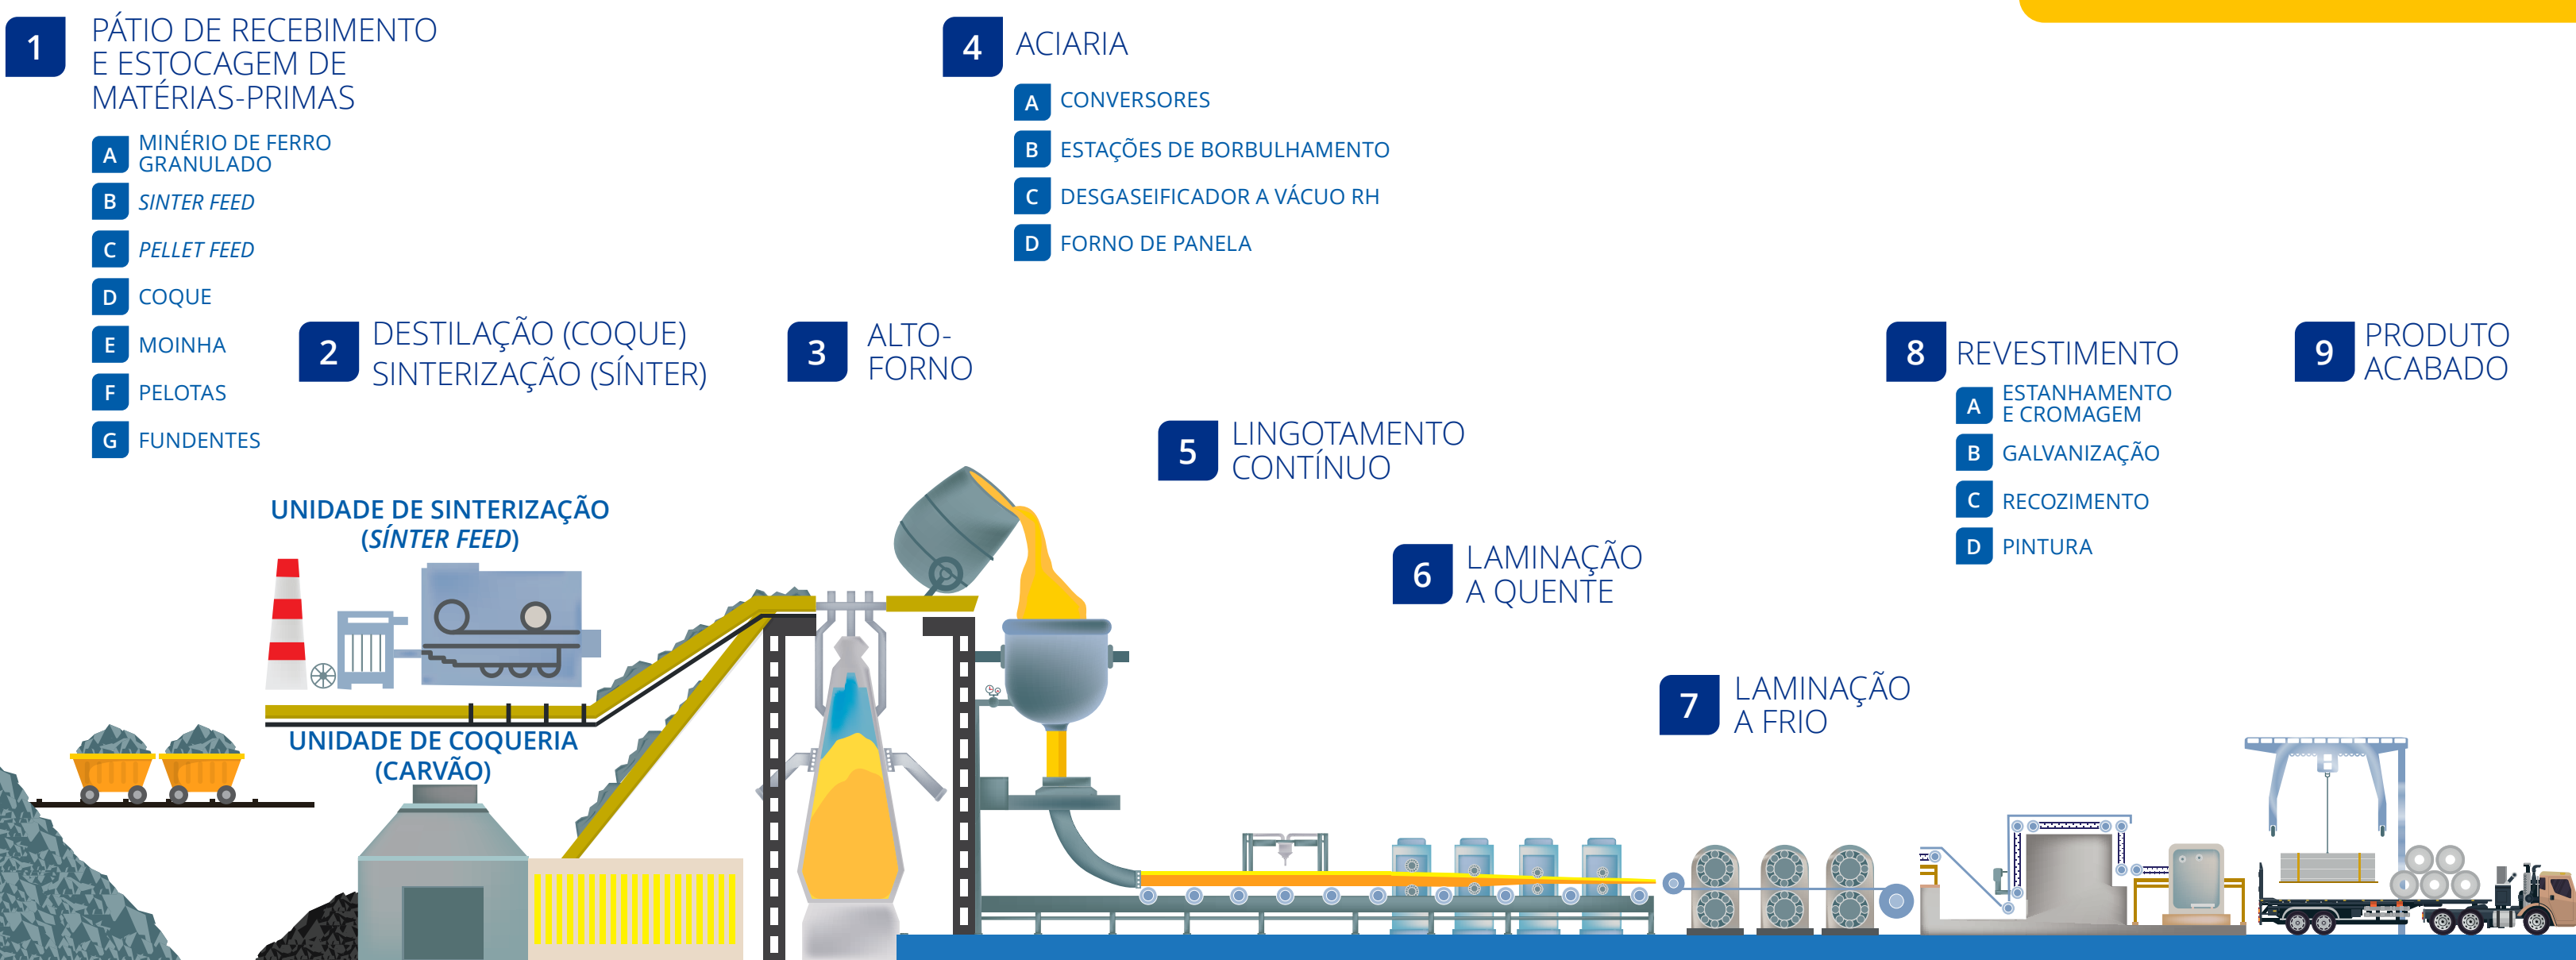 1
PÁTIO DE RECEBIMENTO
E ESTOCAGEM DE
MATÉRIAS-PRIMAS
A
MINÉRIO DE FERRO
GRANULADO
B
SINTER FEED
C
PELLET FEED
D
COQUE
E
MOINHA
F
PELOTAS
G
FUNDENTES
2
DESTILAÇÃO (COQUE)
SINTERIZAÇÃO (SÍNTER)
UNIDADE DE SINTERIZAÇÃO
(SÍNTER FEED)
UNIDADE DE COQUERIA
(CARVÃO)
3
ALTO-
FORNO
4
ACIARIA
A
CONVERSORES
B
ESTAÇÕES DE BORBULHAMENTO
C
DESGASEIFICADOR A VÁCUO RH
D
FORNO DE PANELA
5
LINGOTAMENTO
CONTÍNUO
6
LAMINAÇÃO
A QUENTE
7
LAMINAÇÃO
A FRIO
8
REVESTIMENTO
A
ESTANHAMENTO
E CROMAGEM
B
GALVANIZAÇÃO
C
RECOZIMENTO
D
PINTURA
9
PRODUTO
ACABADO